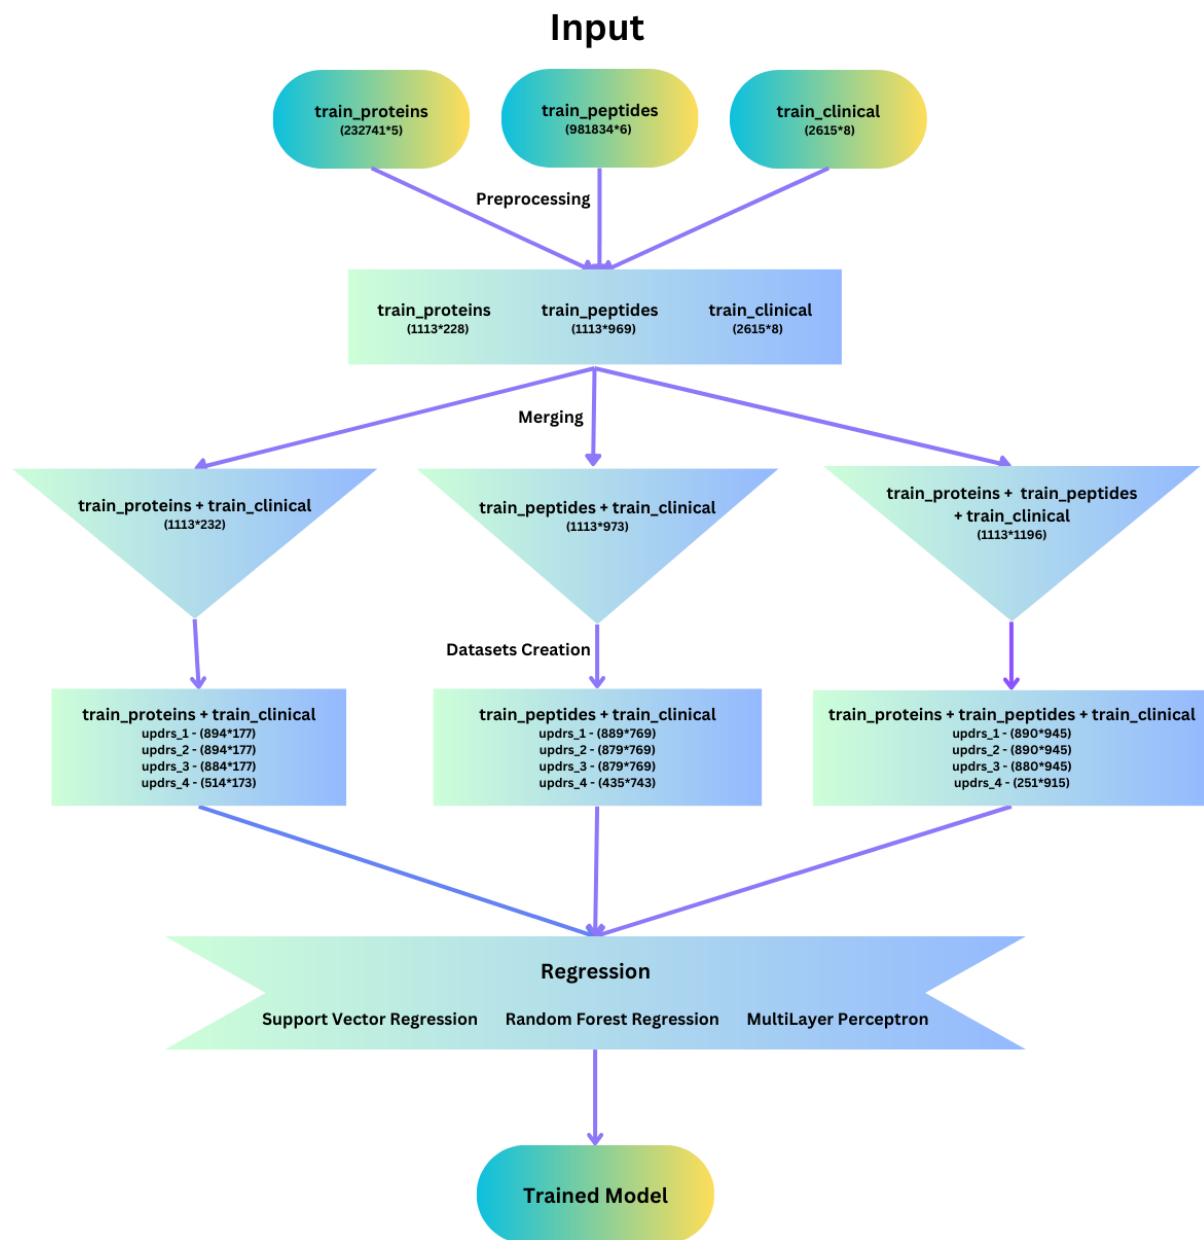 Input
train_proteins
(232741*5)
train_peptides
(981834*6)
train_clinical
(2615*8)
Preprocessing
train_proteins
(1113*228)
train_peptides
(1113*969)
train_clinical
(2615*8)
Merging
train_proteins + train_clinical
(1113*232)
train_peptides + train_clinical
(1113*973)
train_proteins + train_peptides
+ train_clinical
(1113*1196)
Datasets Creation
train_proteins + train_clinical
updrs_1 - (894*177)
updrs_2 - (894*177)
updrs_3 - (884*177)
updrs_4 - (514*173)
train_peptides + train_clinical
updrs_1 - (889*769)
updrs_2 - (879*769)
updrs_3 - (879*769)
updrs_4 - (435*743)
train_proteins + train_peptides + train_clinical
updrs_1 - (890*945)
updrs_2 - (890*945)
updrs_3 - (880*945)
updrs_4 - (251*915)
Regression
Support Vector Regression
Random Forest Regression
MultiLayer Perceptron
Trained Model